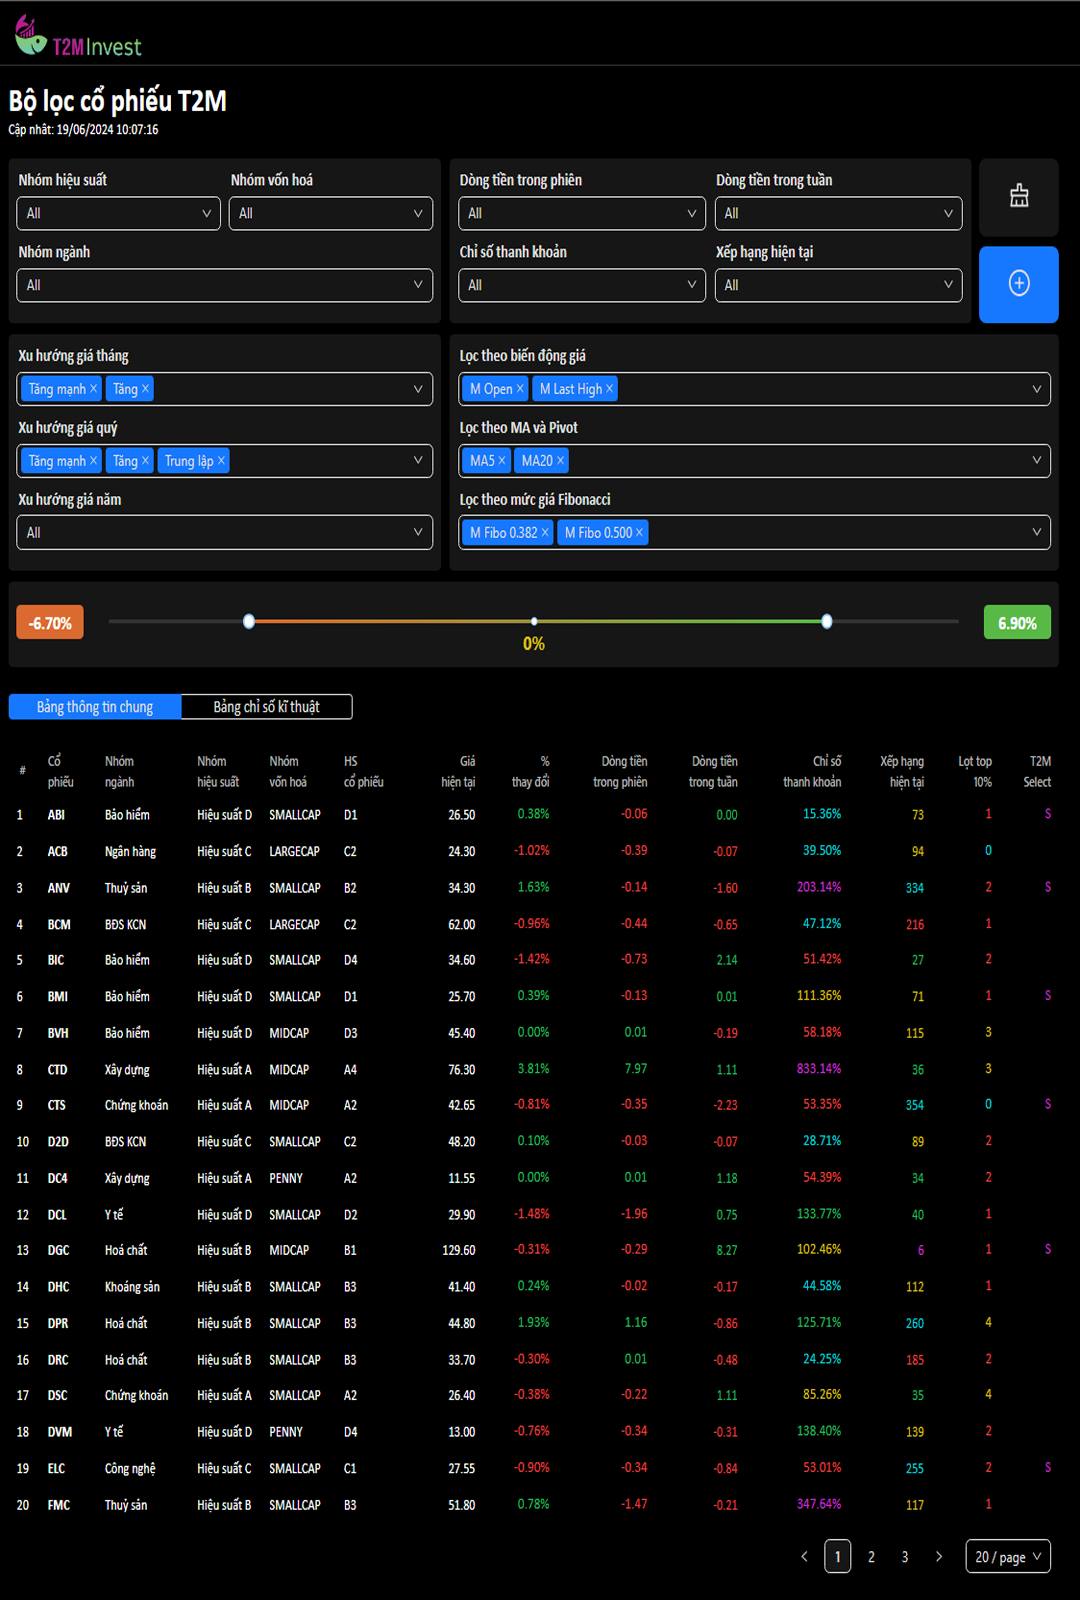 T2MInvest
Bộ lọc cổ phiếu T2M
Cập nhât: 19/06/2024 10:07:16
Nhóm hiệu suất Nhóm vốn hoá Dòng tiền trong phiên Dòng tiền trong tuần
All All All All
Nhóm ngành Chỉ số thanh khoản Xếp hạng hiện tại
All All All
Xu hướng giá tháng Lọc theo biến động giá
Tăng mạnh × Tăng × M Open × M Last High ×
Xu hướng giá quý Lọc theo MA và Pivot
Tăng mạnh × Tăng × Trung lập × MA5 × MA20 ×
Xu hướng giá năm Lọc theo mức giá Fibonacci
All M Fibo 0.382 × M Fibo 0.500 ×
-6.70% 6.90%
0%
Bảng thông tin chung Bảng chỉ số kĩ thuật
Cổ Nhóm Nhóm Nhóm HS Giá % Dòng tiền Dòng tiền Chỉ số Xếp hạng Lọt top T2M
# phiếu ngành hiệu suất vốn hoá cổ phiếu hiện tại thay đổi trong phiên trong tuần thanh khoản hiện tại 10% Select
1 ABI Bảo hiểm Hiệu suất D SMALLCAP D1 26.50 0.38% -0.06 0.00 15.36% 73 1 S
2 ACB Ngân hàng Hiệu suất C LARGECAP C2 24.30 -1.02% -0.39 -0.07 39.50% 94 0
3 ANV Thuỷ sản Hiệu suất B SMALLCAP B2 34.30 1.63% -0.14 -1.60 203.14% 334 2 S
4 BCM BĐS KCN Hiệu suất C LARGECAP C2 62.00 -0.96% -0.44 -0.65 47.12% 216 1
5 BIC Bảo hiểm Hiệu suất D SMALLCAP D4 34.60 -1.42% -0.73 2.14 51.42% 27 2
6 BMI Bảo hiểm Hiệu suất D SMALLCAP D1 25.70 0.39% -0.13 0.01 111.36% 71 1 S
7 BVH Bảo hiểm Hiệu suất D MIDCAP D3 45.40 0.00% 0.01 -0.19 58.18% 115 3
8 CTD Xây dựng Hiệu suất A MIDCAP A4 76.30 3.81% 7.97 1.11 833.14% 36 3
9 CTS Chứng khoán Hiệu suất A MIDCAP A2 42.65 -0.81% -0.35 -2.23 53.35% 354 0 S
10 D2D BĐS KCN Hiệu suất C SMALLCAP C2 48.20 0.10% -0.03 -0.07 28.71% 89 2
11 DC4 Xây dựng Hiệu suất A PENNY A2 11.55 0.00% 0.01 1.18 54.39% 34 2
12 DCL Y tế Hiệu suất D SMALLCAP D2 29.90 -1.48% -1.96 0.75 133.77% 40 1
13 DGC Hoá chất Hiệu suất B MIDCAP B1 129.60 -0.31% -0.29 8.27 102.46% 6 1 S
14 DHC Khoáng sản Hiệu suất B SMALLCAP B3 41.40 0.24% -0.02 -0.17 44.58% 112 1
15 DPR Hoá chất Hiệu suất B SMALLCAP B3 44.80 1.93% 1.16 -0.86 125.71% 260 4
16 DRC Hoá chất Hiệu suất B SMALLCAP B3 33.70 -0.30% 0.01 -0.48 24.25% 185 2
17 DSC Chứng khoán Hiệu suất A SMALLCAP A2 26.40 -0.38% -0.22 1.11 85.26% 35 4
18 DVM Y tế Hiệu suất D PENNY D4 13.00 -0.76% -0.34 -0.31 138.40% 139 2
19 ELC Công nghệ Hiệu suất C SMALLCAP C1 27.55 -0.90% -0.34 -0.84 53.01% 255 2 S
20 FMC Thuỷ sản Hiệu suất B SMALLCAP B3 51.80 0.78% -1.47 -0.21 347.64% 117 1
< 1 2 3 > 20 / page